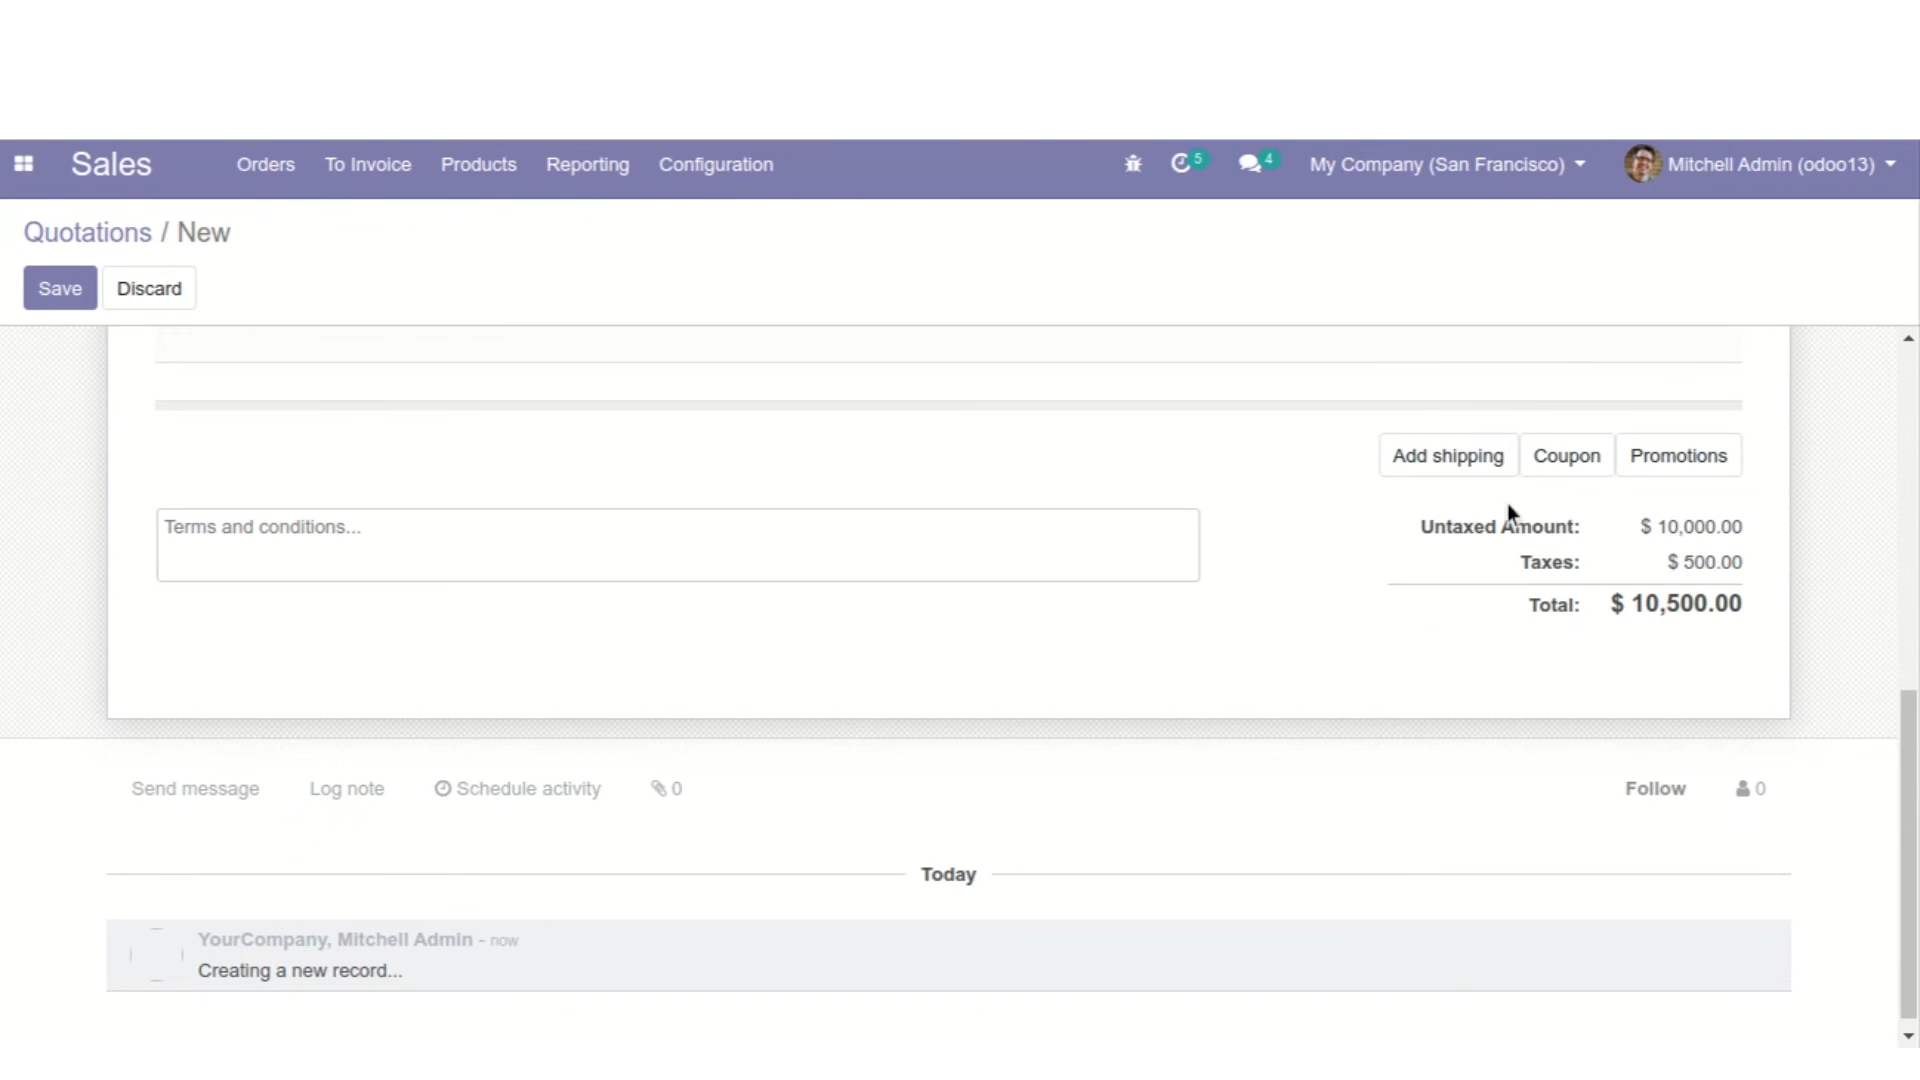 Sales Orders To Invoice Products Reporting Configuration 5 4 My Company (San Francisco) Mitchell Admin (odoo13)
Quotations / New
Save Discard
Add shipping Coupon Promotions
Terms and conditions...
Untaxed Amount: $ 10,000.00
Taxes: $ 500.00
Total: $ 10,500.00
Send message Log note Schedule activity 0 Follow 0
Today
YourCompany, Mitchell Admin - now
Creating a new record...